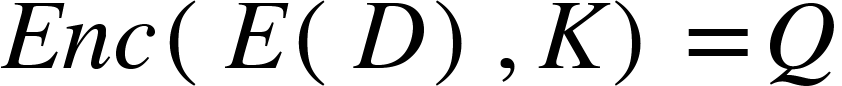 Enc( E( D) ,K) =Q